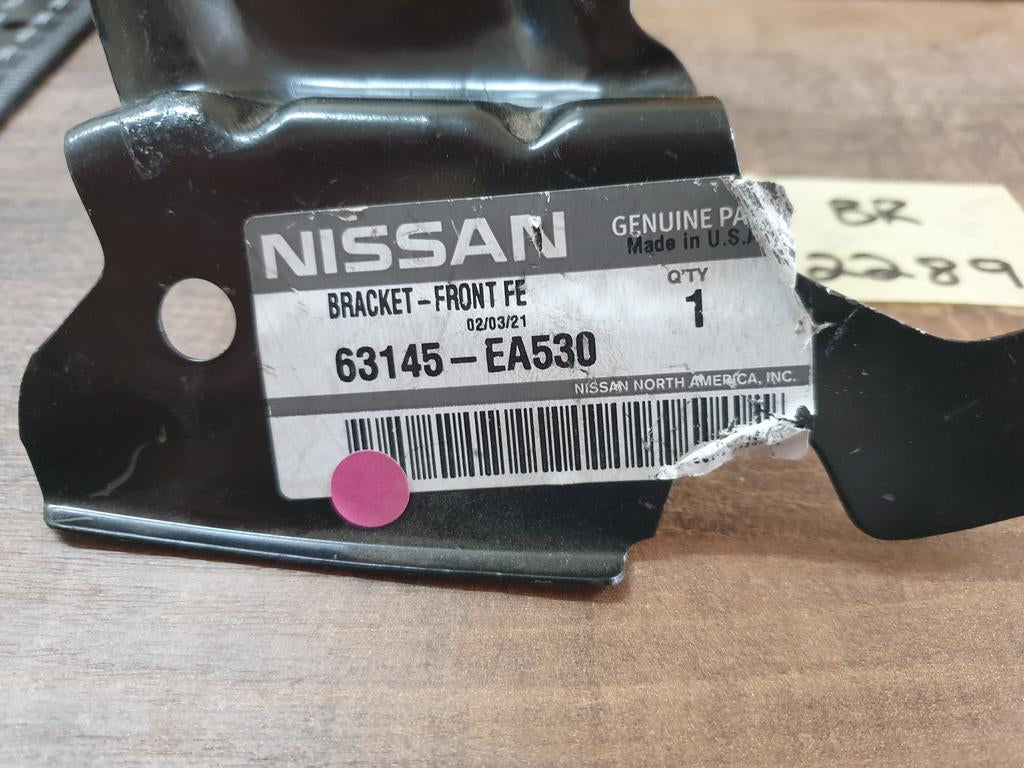 NISSAN
GENUINE PA
Made in U.S.A
BRACKET-FRONT FE
Q'TY
1
02/03/21
63145-EA530
NISSAN NORTH AMERICA, INC.
BR
2289